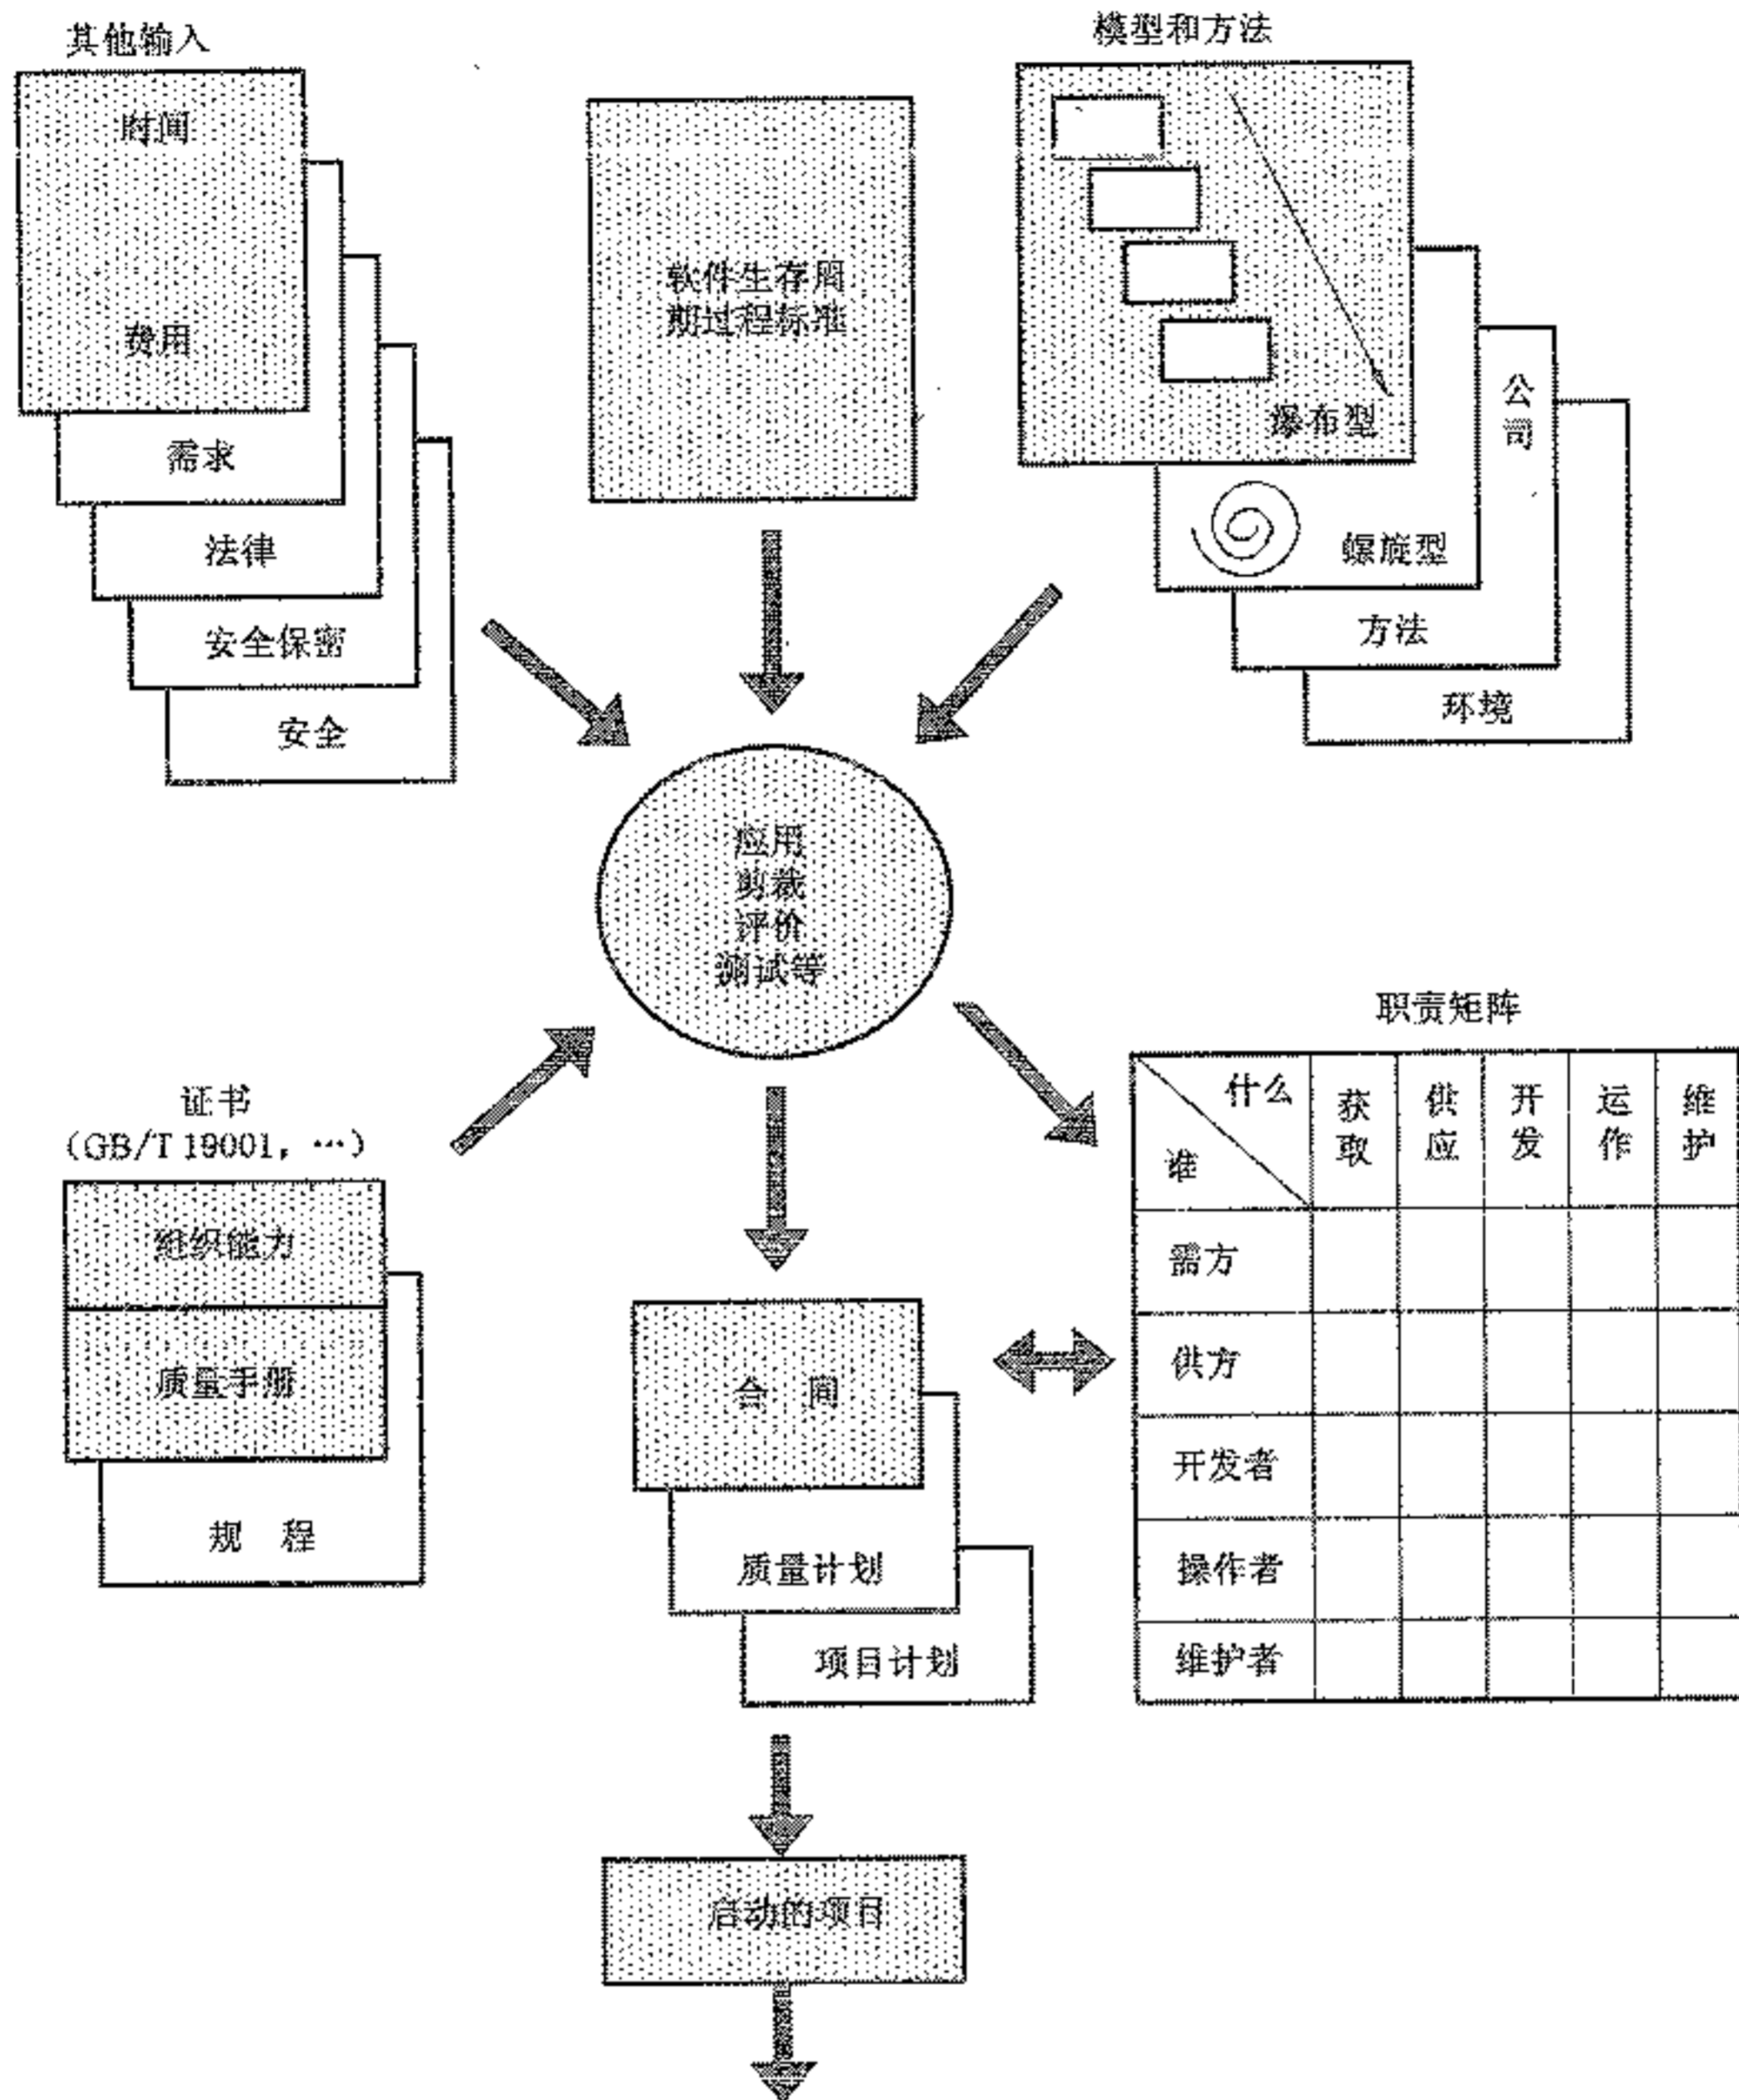 其他输入
时间
费用
需求
法律
安全保密
安全
软件生存周
期过程标准
模型和方法
瀑布型
螺旋型
公
司
方法
环境
应用
剪裁
评价
测试等
证书
(GB/T 19001, …)
组织能力
质量手册
规 程
合 同
质量计划
项目计划
职责矩阵
什么
谁
获取
供应
开发
运作
维护
需方
供方
开发者
操作者
维护者
启动的项目